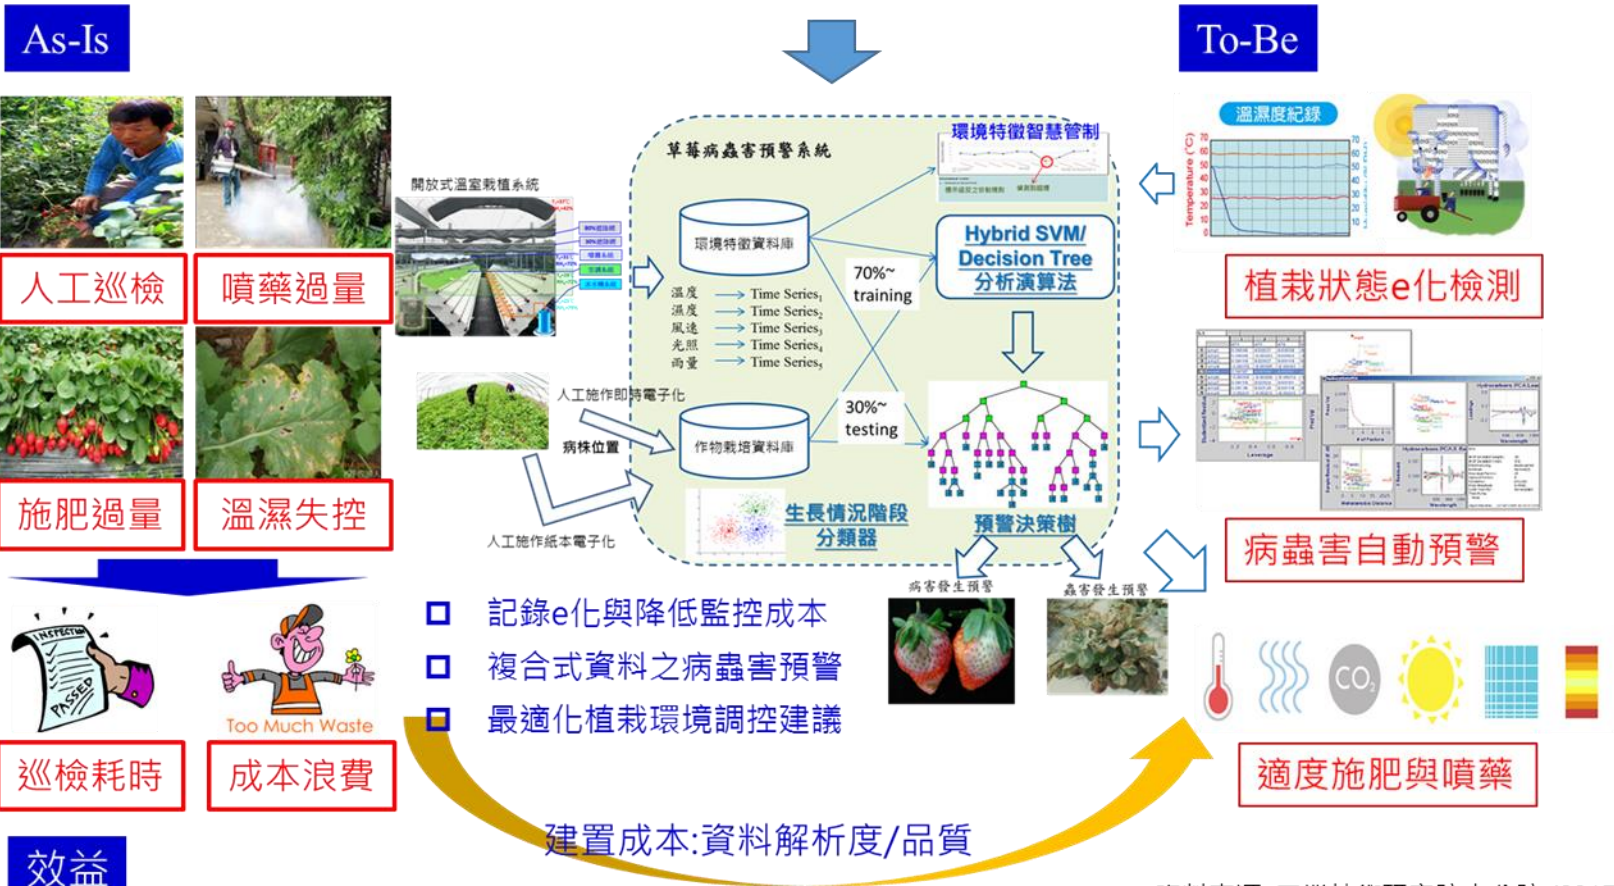 As-Is
To-Be
人工巡檢
噴藥過量
施肥過量
溫濕失控
INSPECTION
PASSED
Too Much Waste
巡檢耗時
成本浪費
效益
開放式溫室栽植系統
人工施作即時電子化
病株位置
人工施作紙本電子化
草莓病蟲害預警系統
環境特徵資料庫
溫度 Time Series₁
濕度 Time Series₂
風速 Time Series₃
光照 Time Series₄
雨量 Time Series₅
作物栽培資料庫
生長情況階段
分類器
70%~
training
30%~
testing
環境特徵智慧管制
Hybrid SVM/
Decision Tree
分析演算法
預警決策樹
病害發生預警
蟲害發生預警
記錄e化與降低監控成本
複合式資料之病蟲害預警
最適化植栽環境調控建議
建置成本:資料解析度/品質
溫濕度紀錄
Temperature (°C)
植栽狀態e化檢測
病蟲害自動預警
CO₂
適度施肥與噴藥